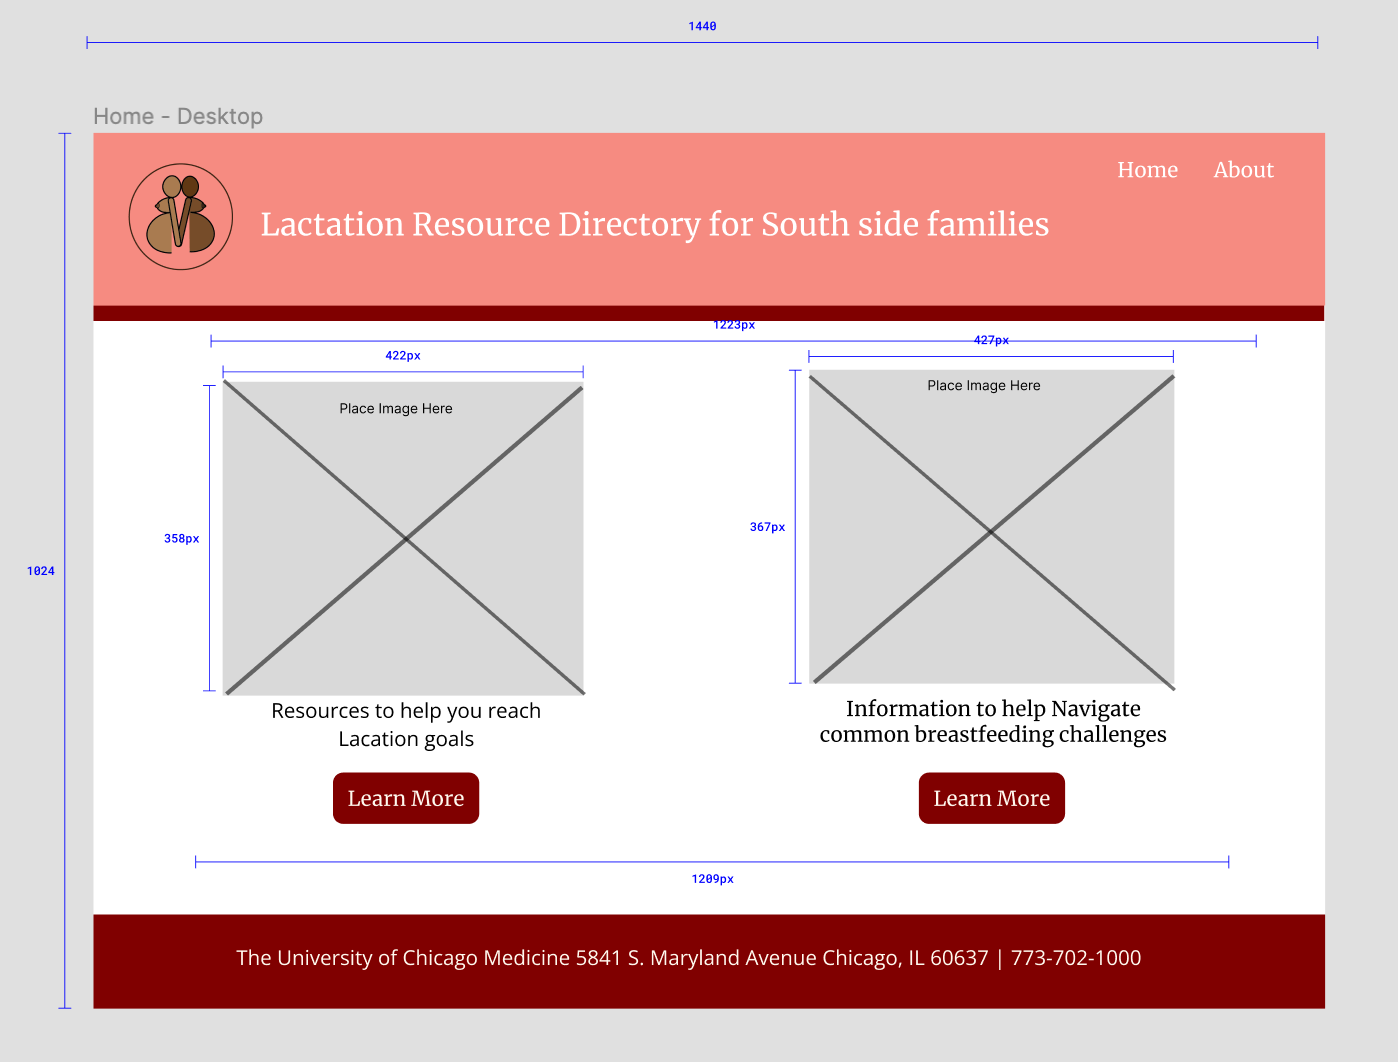 1440
Home - Desktop
Home About
Lactation Resource Directory for South side families
1223px
427px
422px
Place Image Here
Place Image Here
358px
367px
1024
Resources to help you reach
Lacation goals
Information to help Navigate
common breastfeeding challenges
Learn More
Learn More
1209px
The University of Chicago Medicine 5841 S. Maryland Avenue Chicago, IL 60637 | 773-702-1000